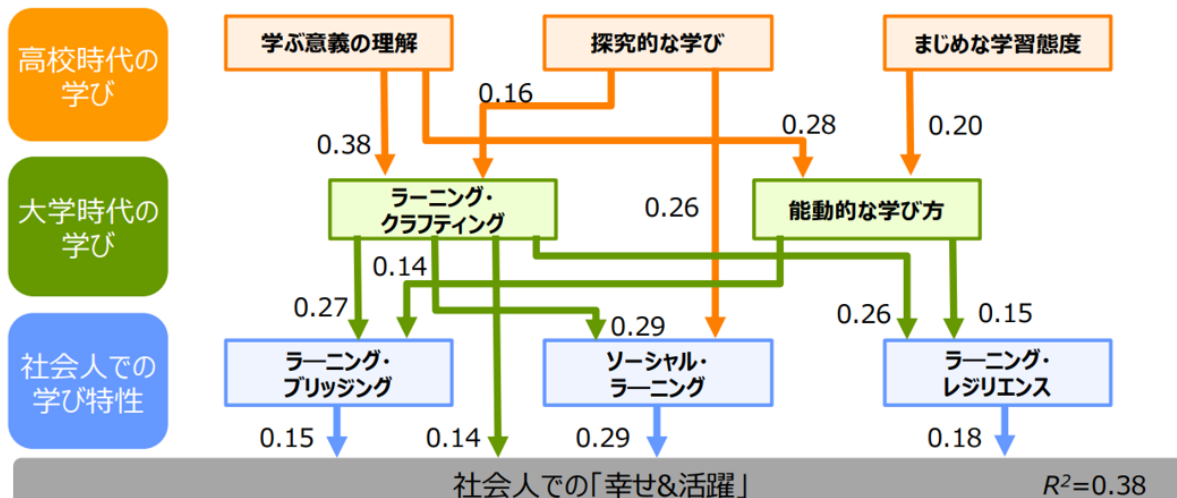 高校時代の
学び
学ぶ意義の理解
探究的な学び
まじめな学習態度
0.16
0.38
0.28
0.20
大学時代の
学び
ラーニング・
クラフティング
能動的な学び方
0.26
0.14
0.27
0.29
0.26
0.15
社会人での
学び特性
ラーニング・
ブリッジング
ソーシャル・
ラーニング
ラーニング・
レジリエンス
0.15
0.14
0.29
0.18
社会人での「幸せ&活躍」
R²=0.38